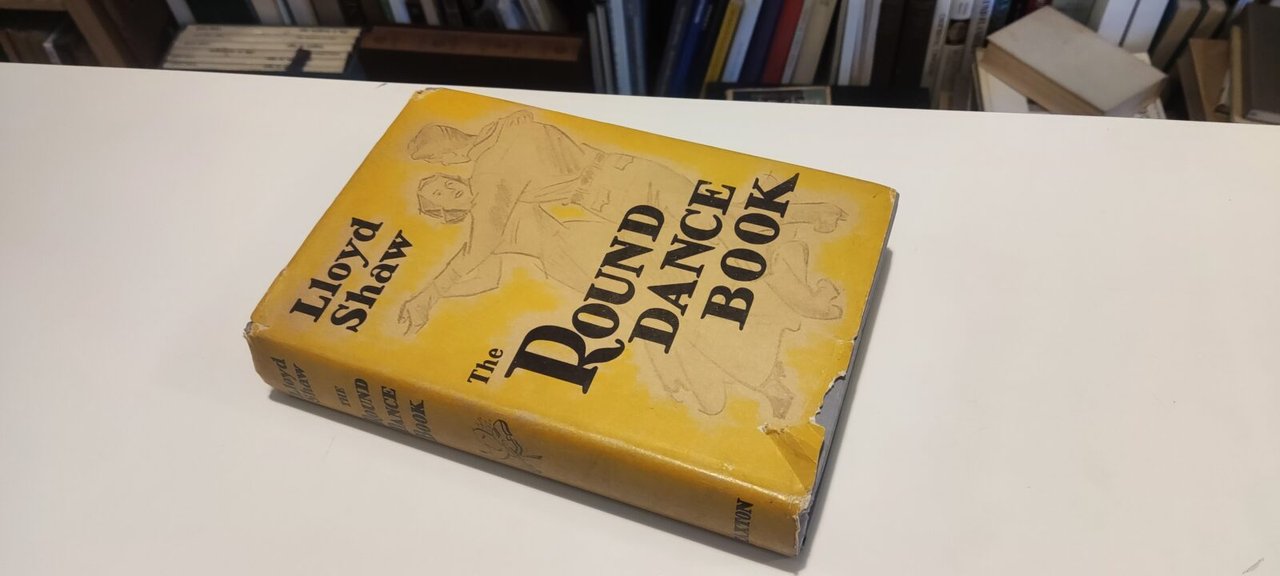 Lloyd
Shaw
The
ROUND
DANCE
BOOK
Lloyd
Shaw
THE
ROUND
DANCE
BOOK
CAXTON